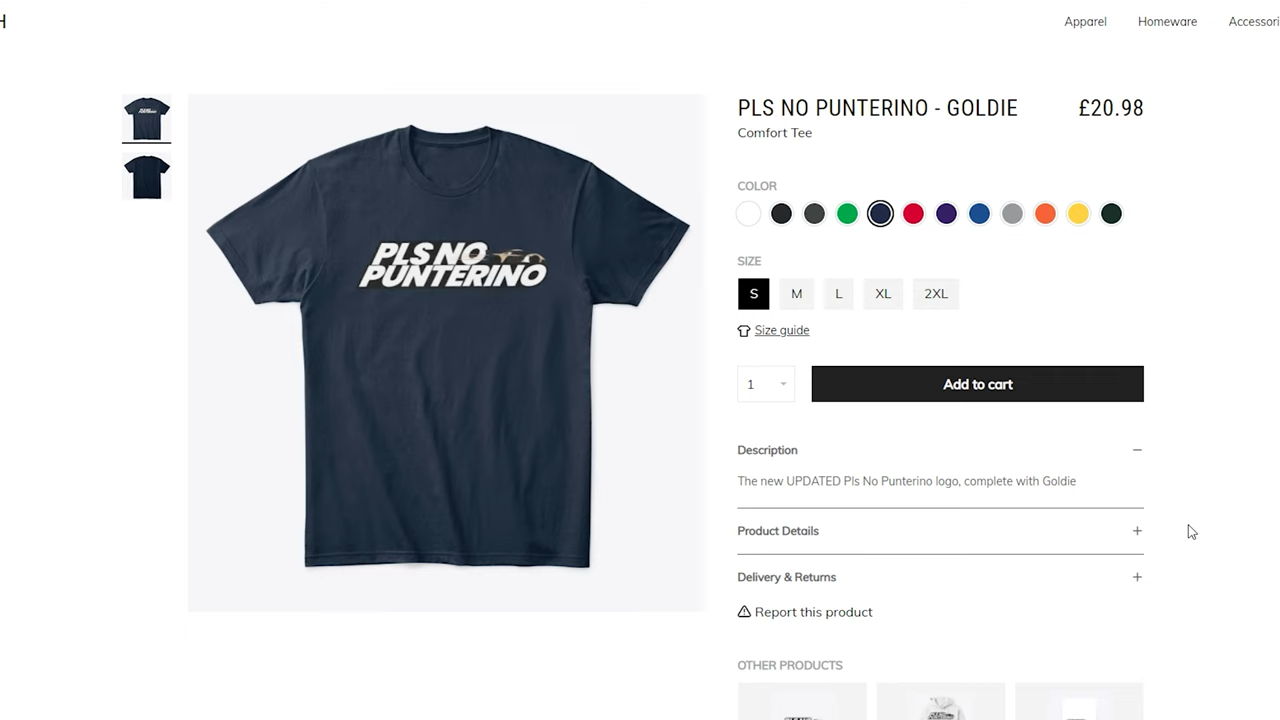 H
Apparel
Homeware
Accessori
PLS NO
PUNTERINO
PLS NO PUNTERINO - GOLDIE
£20.98
Comfort Tee
COLOR
SIZE
S
M
L
XL
2XL
Size guide
1
Add to cart
Description
The new UPDATED Pls No Punterino logo, complete with Goldie
Product Details
Delivery & Returns
Report this product
OTHER PRODUCTS